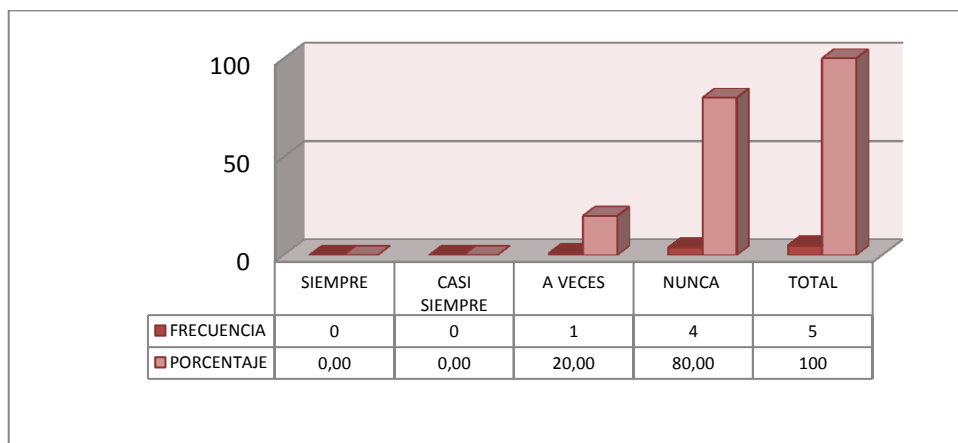 100
50
0
SIEMPRE CASI SIEMPRE A VECES NUNCA TOTAL
FRECUENCIA 0 0 1 4 5
PORCENTAJE 0,00 0,00 20,00 80,00 100